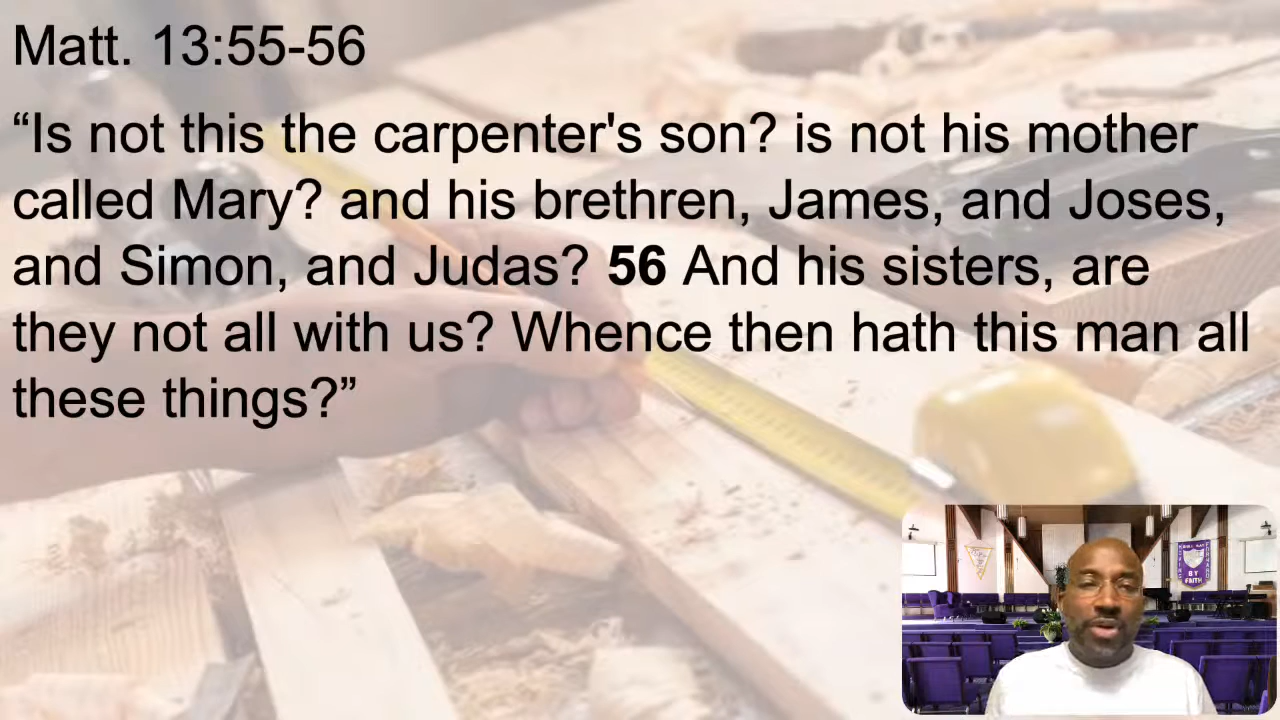 Matt. 13:55-56
“Is not this the carpenter's son? is not his mother
called Mary? and his brethren, James, and Joses,
and Simon, and Judas? 56 And his sisters, are
they not all with us? Whence then hath this man all
these things?”
BY
FAITH